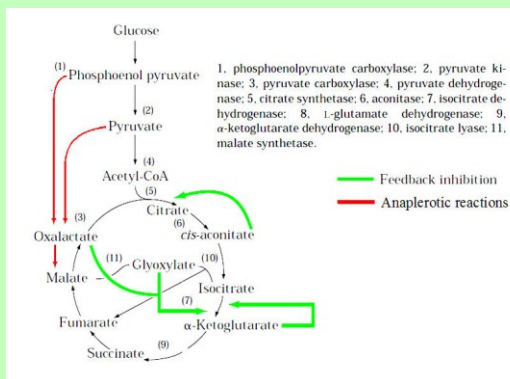 Glucose
(1)
Phosphoenol pyruvate
(2)
Pyruvate
(4)
Acetyl-CoA
(5)
Citrate
(6)
(3)
Oxalactate
cis-aconitate
(11)
Glyoxylate
(10)
Malate
Isocitrate
(7)
Fumarate
α-Ketoglutarate
(9)
Succinate
1, phosphoenolpyruvate carboxylase; 2, pyruvate ki-
nase; 3, pyruvate carboxylase; 4, pyruvate dehydroge-
nase; 5, citrate synthetase; 6, aconitase; 7, isocitrate de-
hydrogenase; 8, L-glutamate dehydrogenase; 9,
α-ketoglutarate dehydrogenase; 10, isocitrate lyase; 11,
malate synthetase.
Feedback inhibition
Anaplerotic reactions